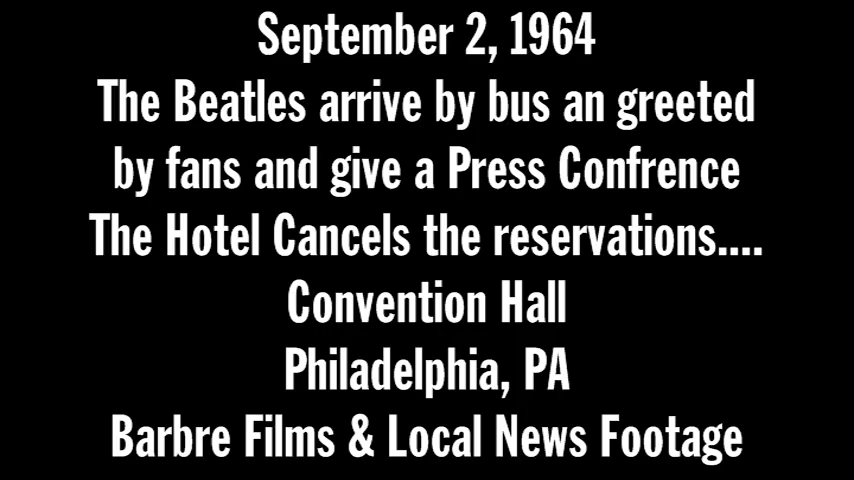 September 2, 1964
The Beatles arrive by bus an greeted
by fans and give a Press Confrence
The Hotel Cancels the reservations....
Convention Hall
Philadelphia, PA
Barbre Films & Local News Footage